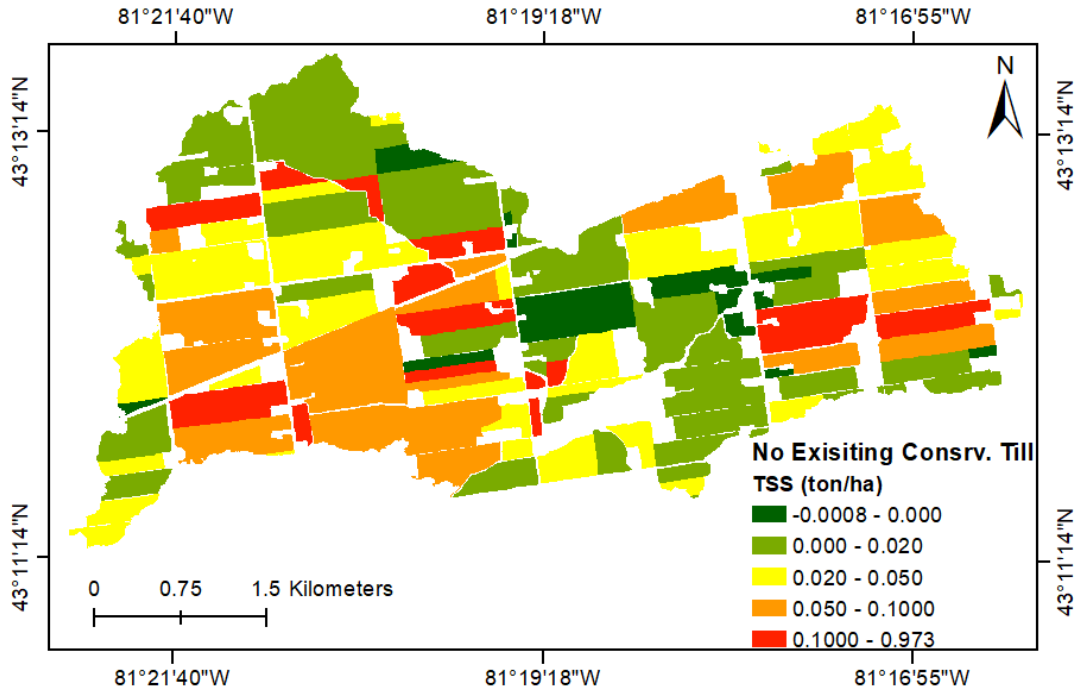 81°21'40"W 81°19'18"W 81°16'55"W
N
43°13'14"N 43°13'14"N
No Exisiting Consrv. Till
TSS (ton/ha)
-0.0008 - 0.000
0.000 - 0.020
0.020 - 0.050
0.050 - 0.1000
0.1000 - 0.973
43°11'14"N 43°11'14"N
0 0.75 1.5 Kilometers
81°21'40"W 81°19'18"W 81°16'55"W